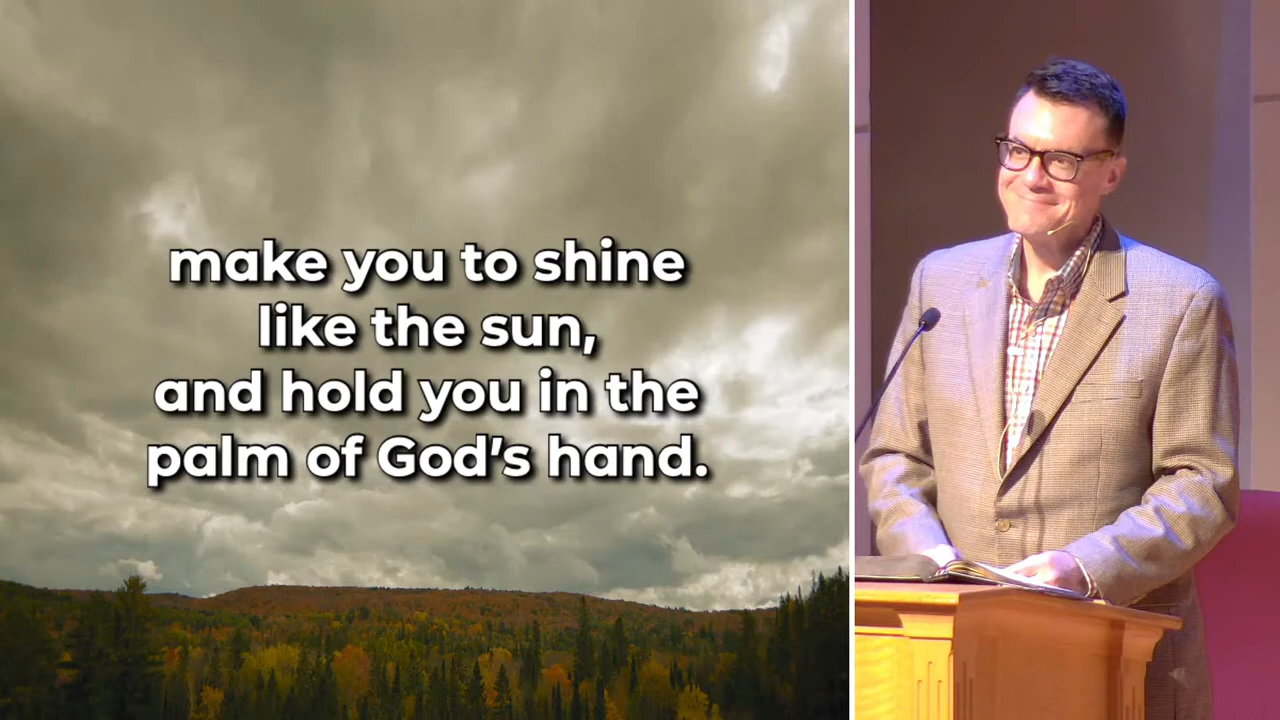 make you to shine
like the sun,
and hold you in the
palm of God's hand.